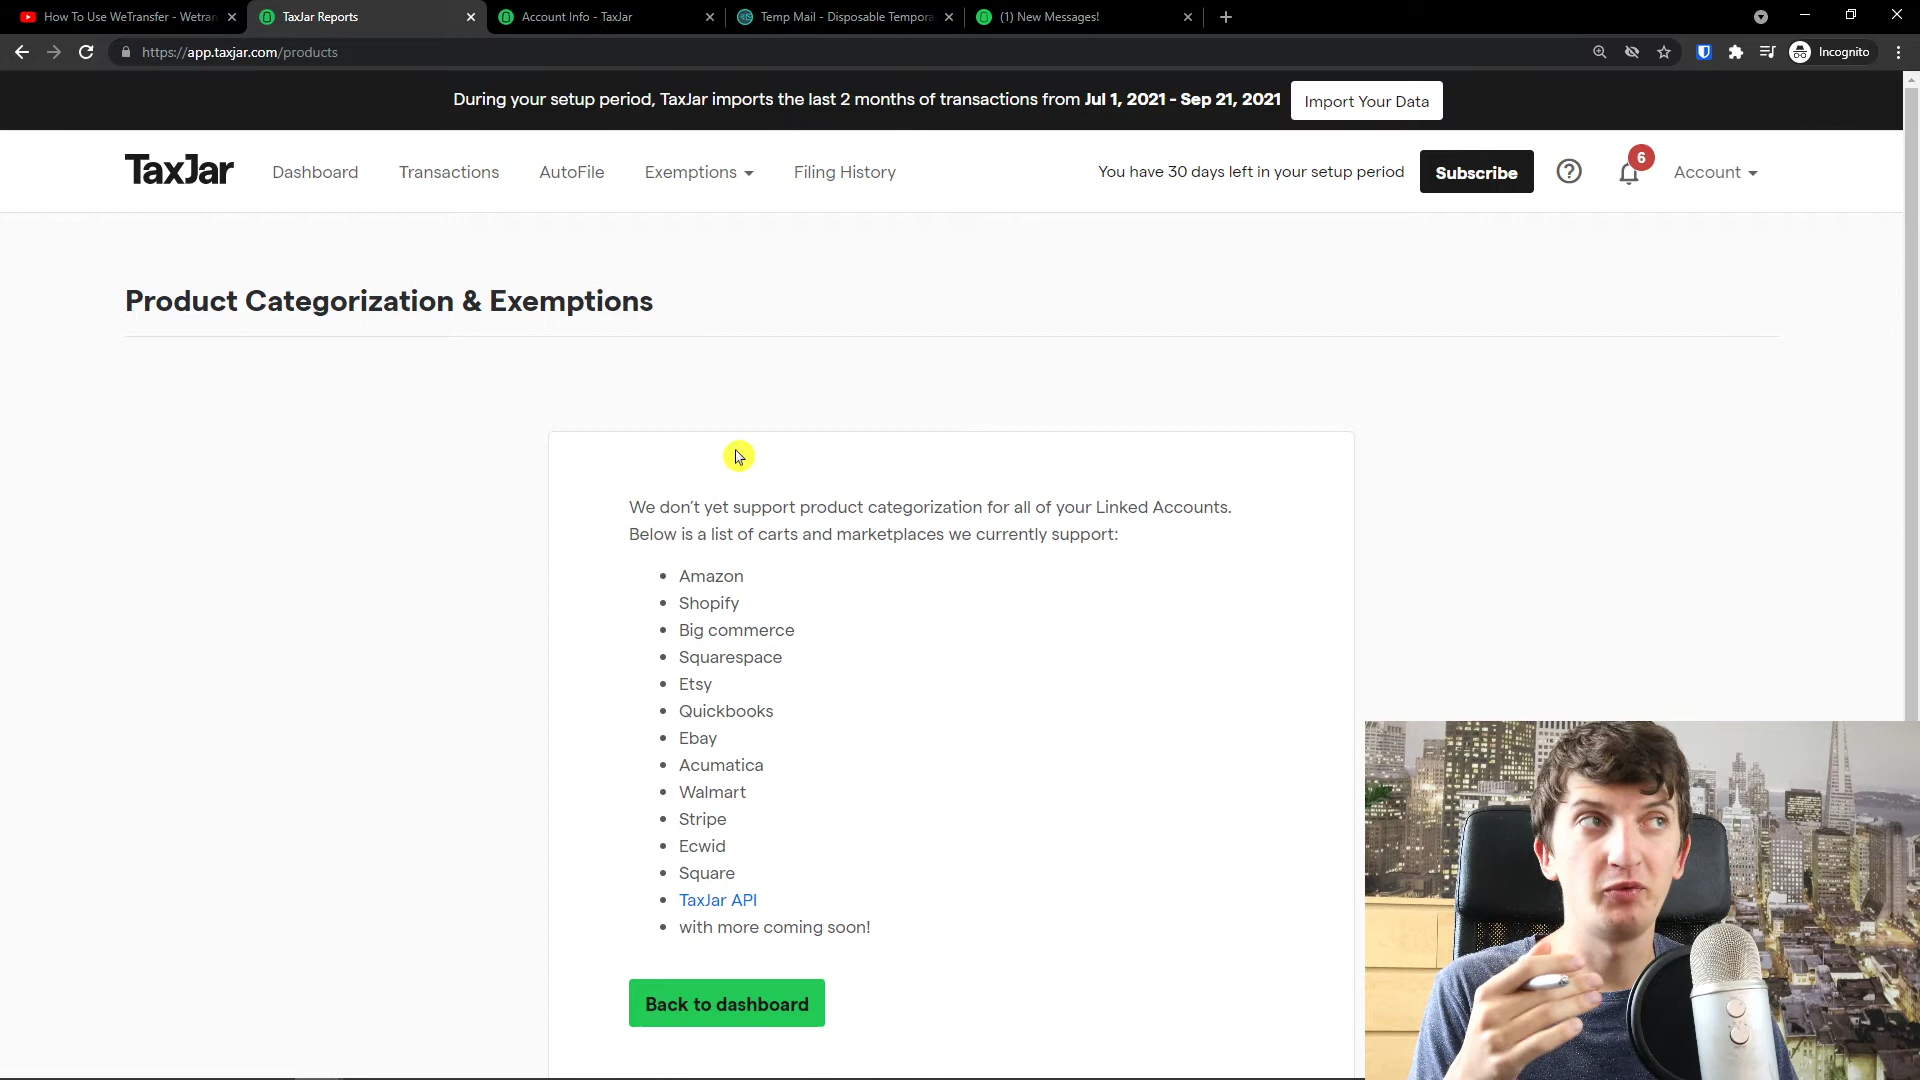 How To Use WeTransfer - Wetran
TaxJar Reports
Account Info - TaxJar
Temp Mail - Disposable Tempora
(1) New Messages!
https://app.taxjar.com/products
Incognito
During your setup period, TaxJar imports the last 2 months of transactions from Jul 1, 2021 - Sep 21, 2021
Import Your Data
TaxJar
Dashboard
Transactions
AutoFile
Exemptions
Filing History
You have 30 days left in your setup period
Subscribe
6
Account
Product Categorization & Exemptions
We don't yet support product categorization for all of your Linked Accounts.
Below is a list of carts and marketplaces we currently support:
• Amazon
• Shopify
• Big commerce
• Squarespace
• Etsy
• Quickbooks
• Ebay
• Acumatica
• Walmart
• Stripe
• Ecwid
• Square
• TaxJar API
• with more coming soon!
Back to dashboard